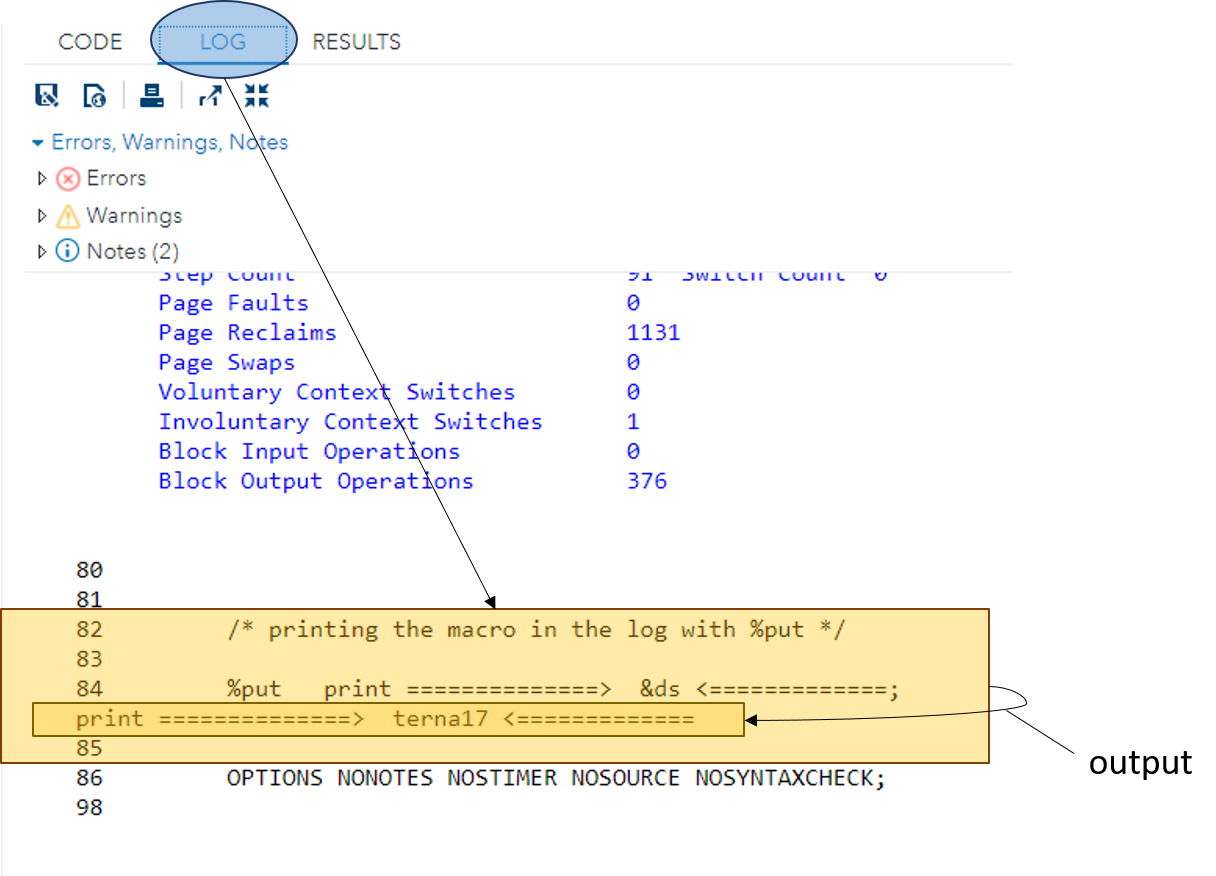 CODE LOG RESULTS
Errors, Warnings, Notes
Errors
Warnings
Notes (2)
Step Count 91 Switch Count 0
Page Faults 0
Page Reclaims 1131
Page Swaps 0
Voluntary Context Switches 0
Involuntary Context Switches 1
Block Input Operations 0
Block Output Operations 376
80
81
82 /* printing the macro in the log with %put */
83
84 %put print ==============> &ds <=============;
print ==============> terna17 <=============
85
86 OPTIONS NONOTES NOSTIMER NOSOURCE NOSYNTAXCHECK;
98
output